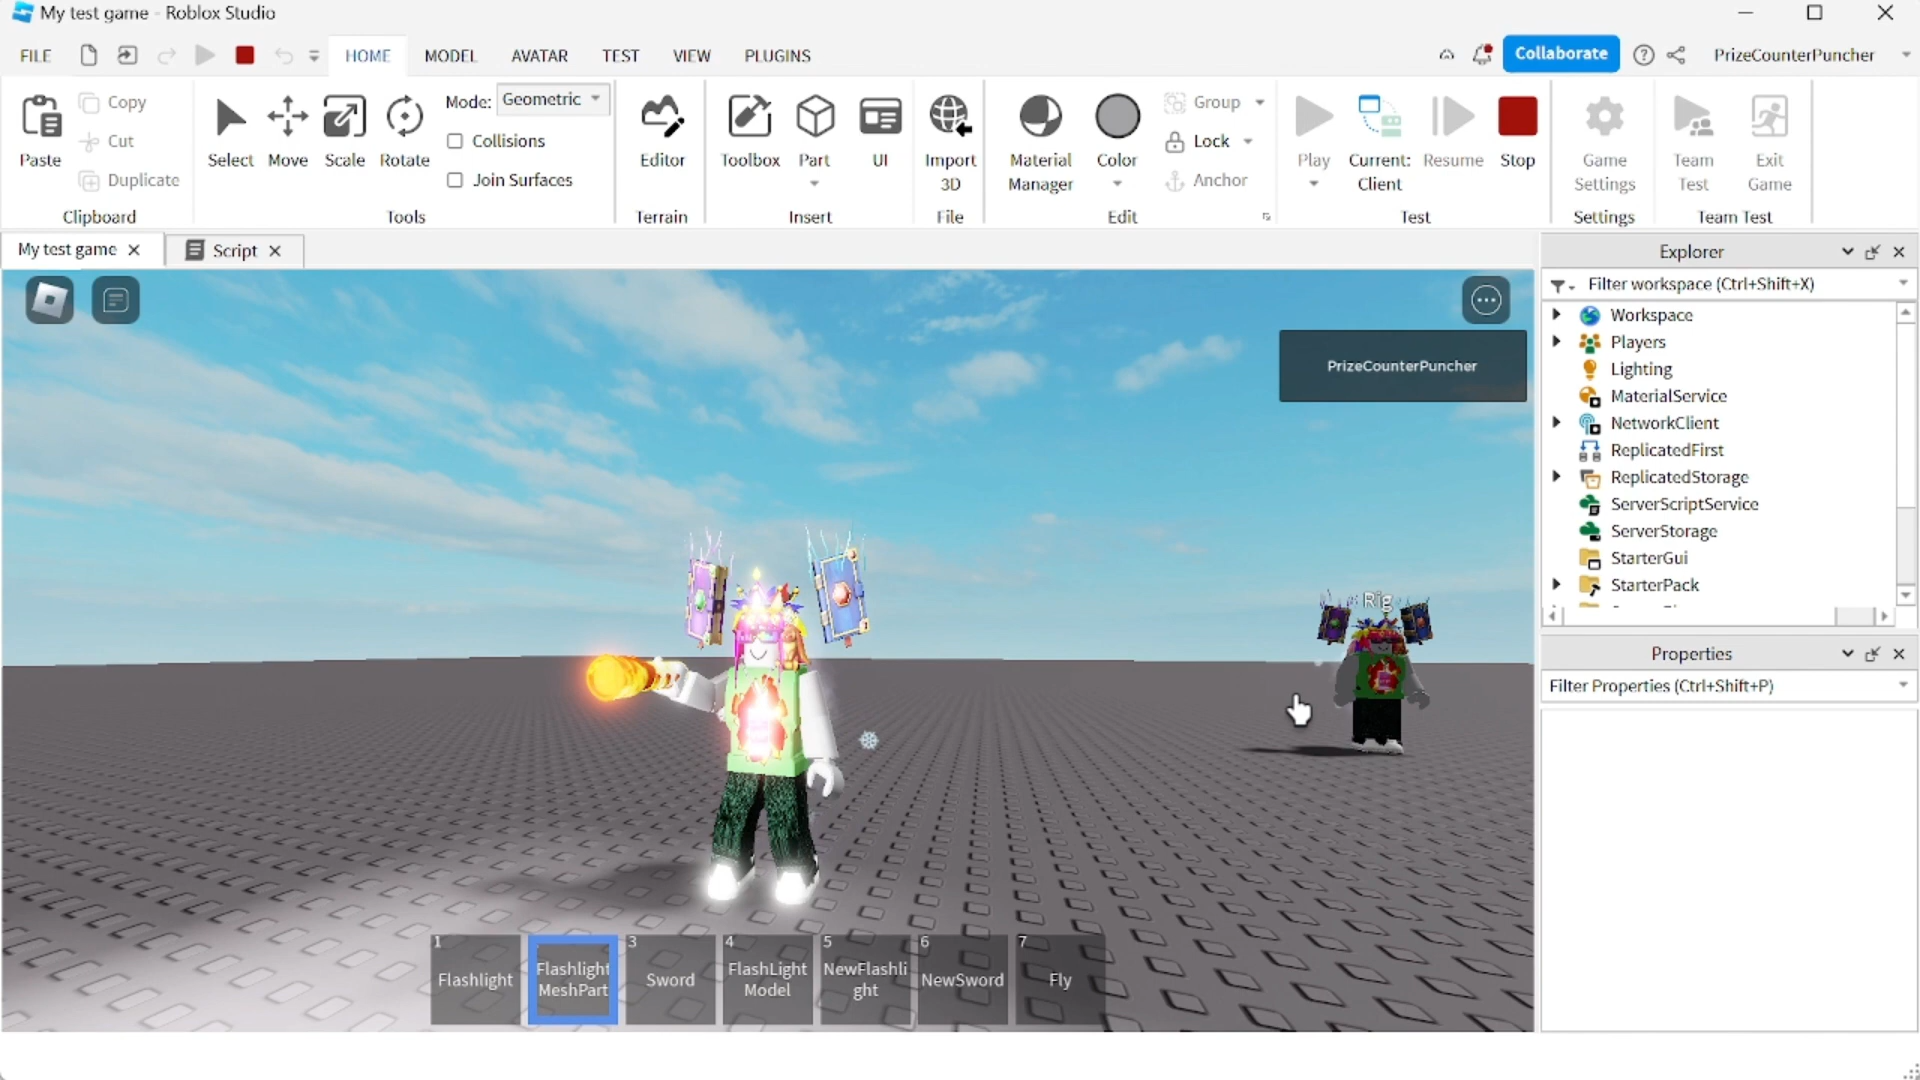 My test game - Roblox Studio
FILE HOME MODEL AVATAR TEST VIEW PLUGINS Collaborate PrizeCounterPuncher
Paste
Copy
Cut
Duplicate
Clipboard
Select Move Scale Rotate
Mode: Geometric
Collisions
Join Surfaces
Tools
Editor
Terrain
Toolbox Part UI
Insert
Import
3D
File
Material
Manager
Color
Group
Lock
Anchor
Edit
Play
Current:
Client
Resume
Stop
Test
Game
Settings
Settings
Team
Test
Exit
Game
Team Test
My test game
Script
PrizeCounterPuncher
Rig
1
Flashlight
Flashlight
MeshPart
3
Sword
4
FlashLight
Model
5
NewFlashli
ght
6
NewSword
7
Fly
Explorer
Filter workspace (Ctrl+Shift+X)
Workspace
Players
Lighting
MaterialService
NetworkClient
ReplicatedFirst
ReplicatedStorage
ServerScriptService
ServerStorage
StarterGui
StarterPack
Properties
Filter Properties (Ctrl+Shift+P)